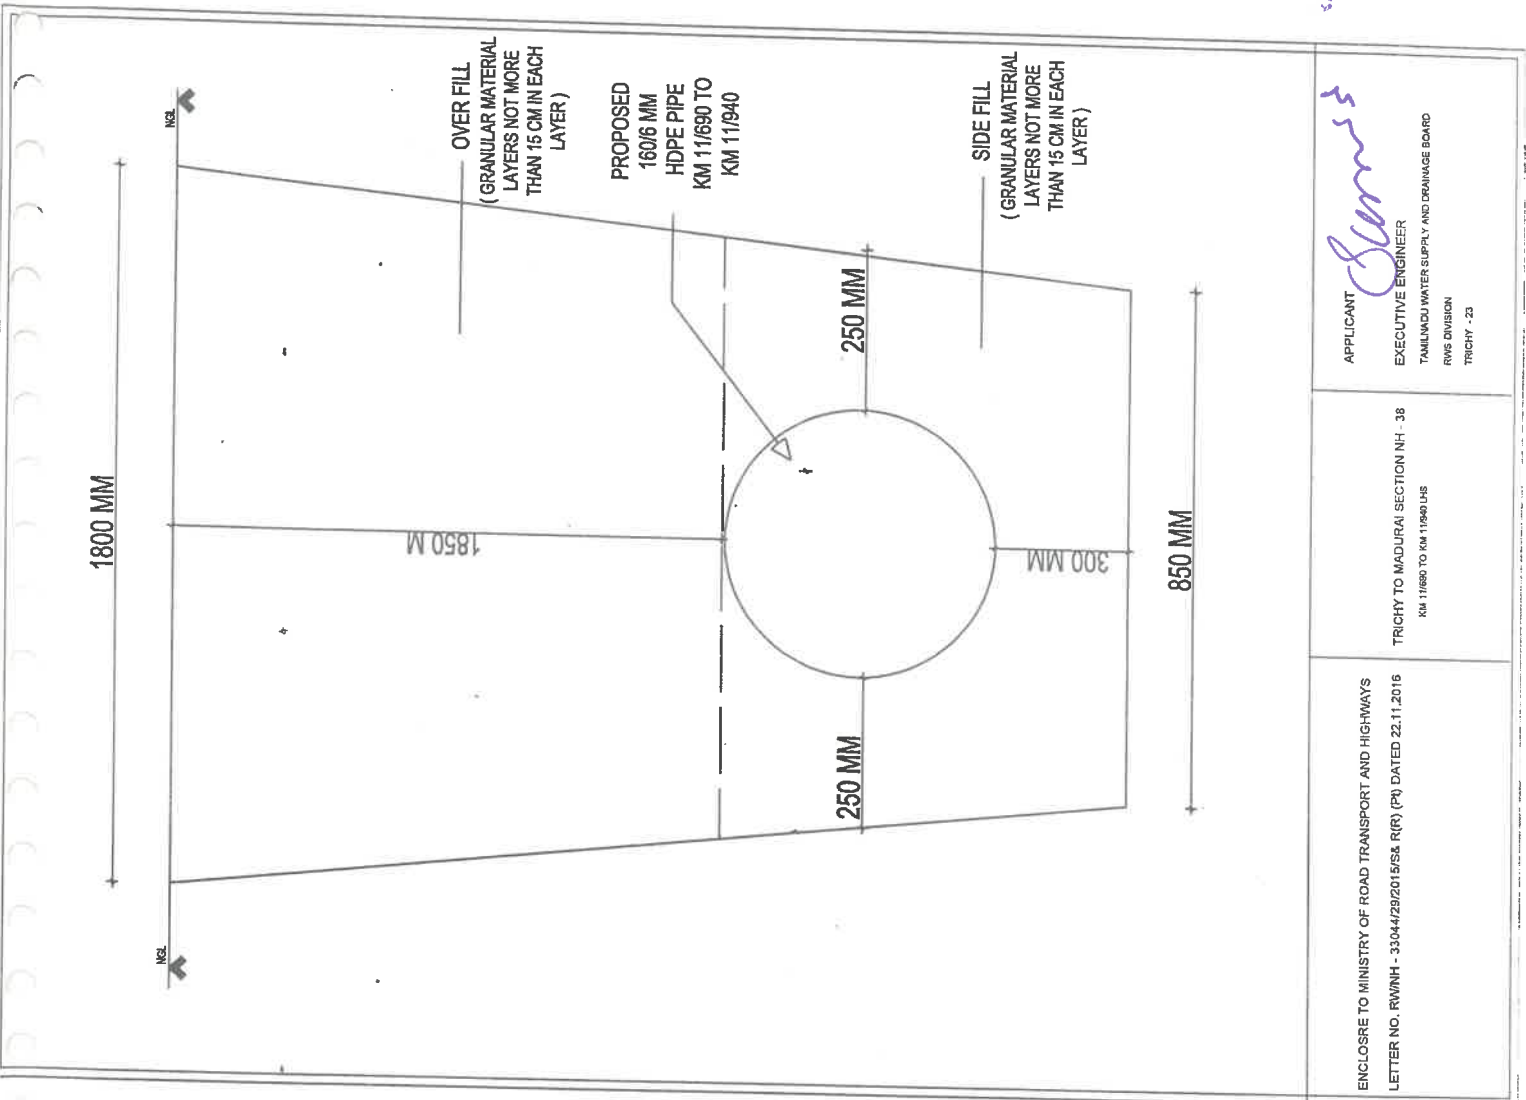 1800 MM
NGL
NGL
OVER FILL
( GRANULAR MATERIAL
LAYERS NOT MORE
THAN 15 CM IN EACH
LAYER )
1850 M
PROPOSED
160/6 MM
HDPE PIPE
KM 11/690 TO
KM 11/940
250 MM
250 MM
SIDE FILL
( GRANULAR MATERIAL
LAYERS NOT MORE
THAN 15 CM IN EACH
LAYER )
300 MM
850 MM
ENCLOSRE TO MINISTRY OF ROAD TRANSPORT AND HIGHWAYS
LETTER NO. RW/NH - 33044/29/2015/S& R(R) (Pt) DATED 22.11.2016
TRICHY TO MADURAI SECTION NH - 38
KM 11/690 TO KM 11/940 LHS
APPLICANT
EXECUTIVE ENGINEER
TAMILNADU WATER SUPPLY AND DRAINAGE BOARD
RWS DIVISION
TRICHY - 23